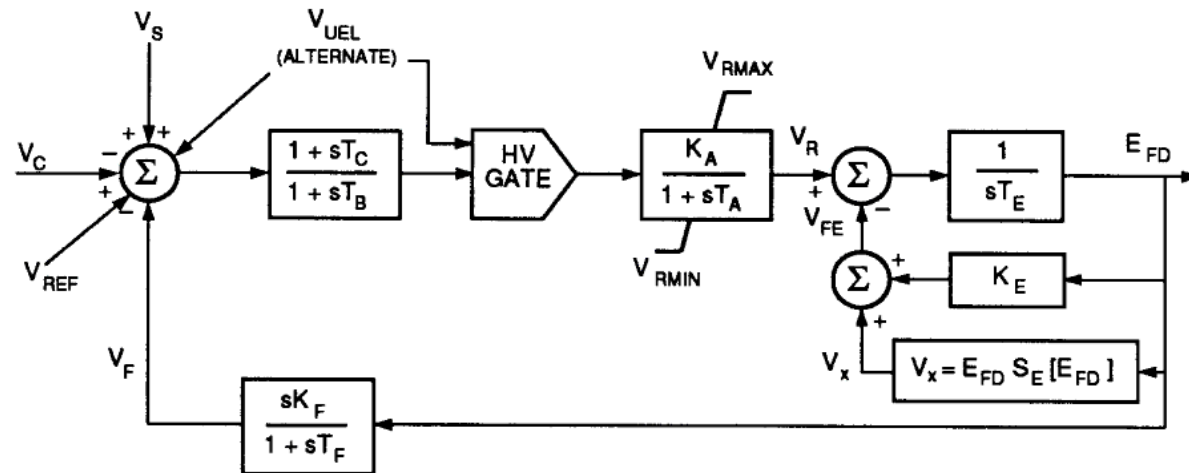 V_S
V_UEL
(ALTERNATE)
V_RMAX
V_C
+
+
−
+
−
Σ
V_REF
1 + sT_C
1 + sT_B
HV
GATE
K_A
1 + sT_A
V_RMIN
V_R
+
Σ
−
V_FE
1
sT_E
E_FD
Σ
+
+
K_E
V_x
V_x = E_FD S_E [E_FD]
V_F
sK_F
1 + sT_F